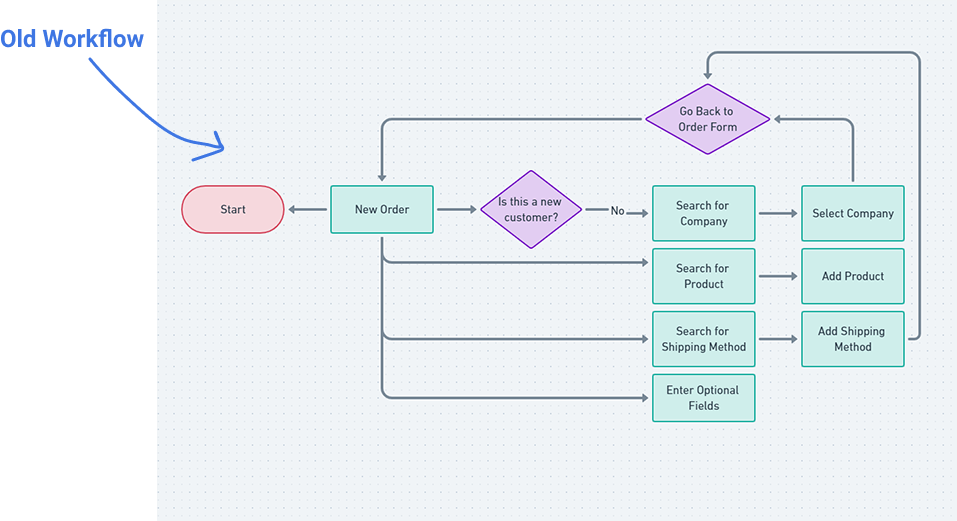 Old Workflow
Go Back to
Order Form
Start
New Order
Is this a new
customer?
No
Search for
Company
Select Company
Search for
Product
Add Product
Search for
Shipping Method
Add Shipping
Method
Enter Optional
Fields